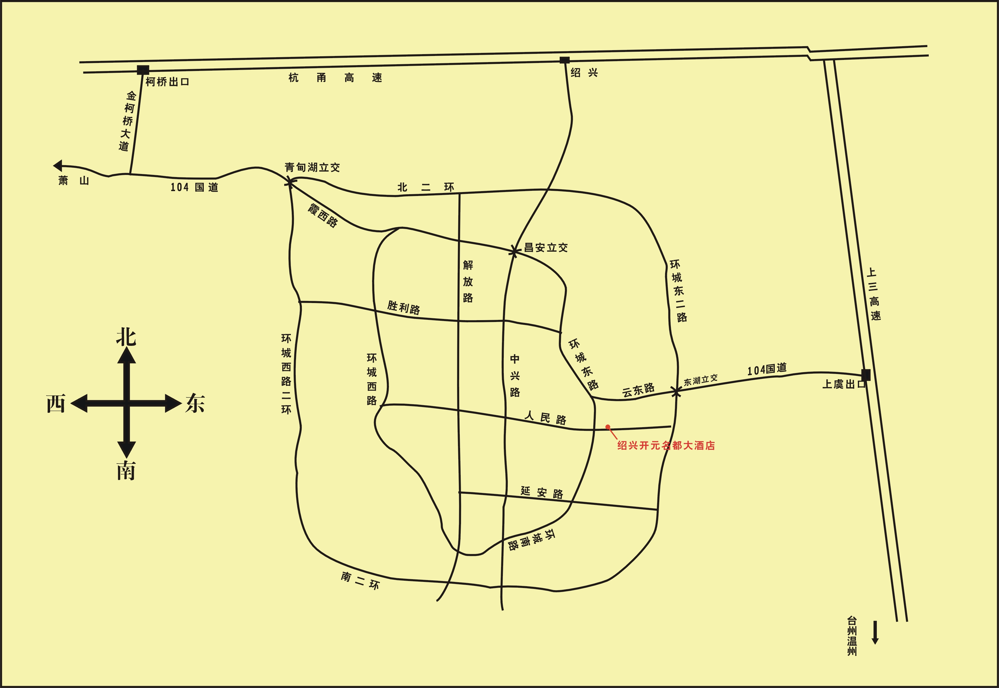 绍兴
杭甬高速
柯桥出口
金柯桥大道
青甸湖立交
萧山
104国道
北二环
霞西路
昌安立交
解放路
环城东二路
上三高速
胜利路
北
环城西路二环
环城西路
中兴路
环城东路
104国道
东湖立交
上虞出口
云东路
西
东
人民路
绍兴开元名都大酒店
南
延安路
环城南路
南二环
台州温州